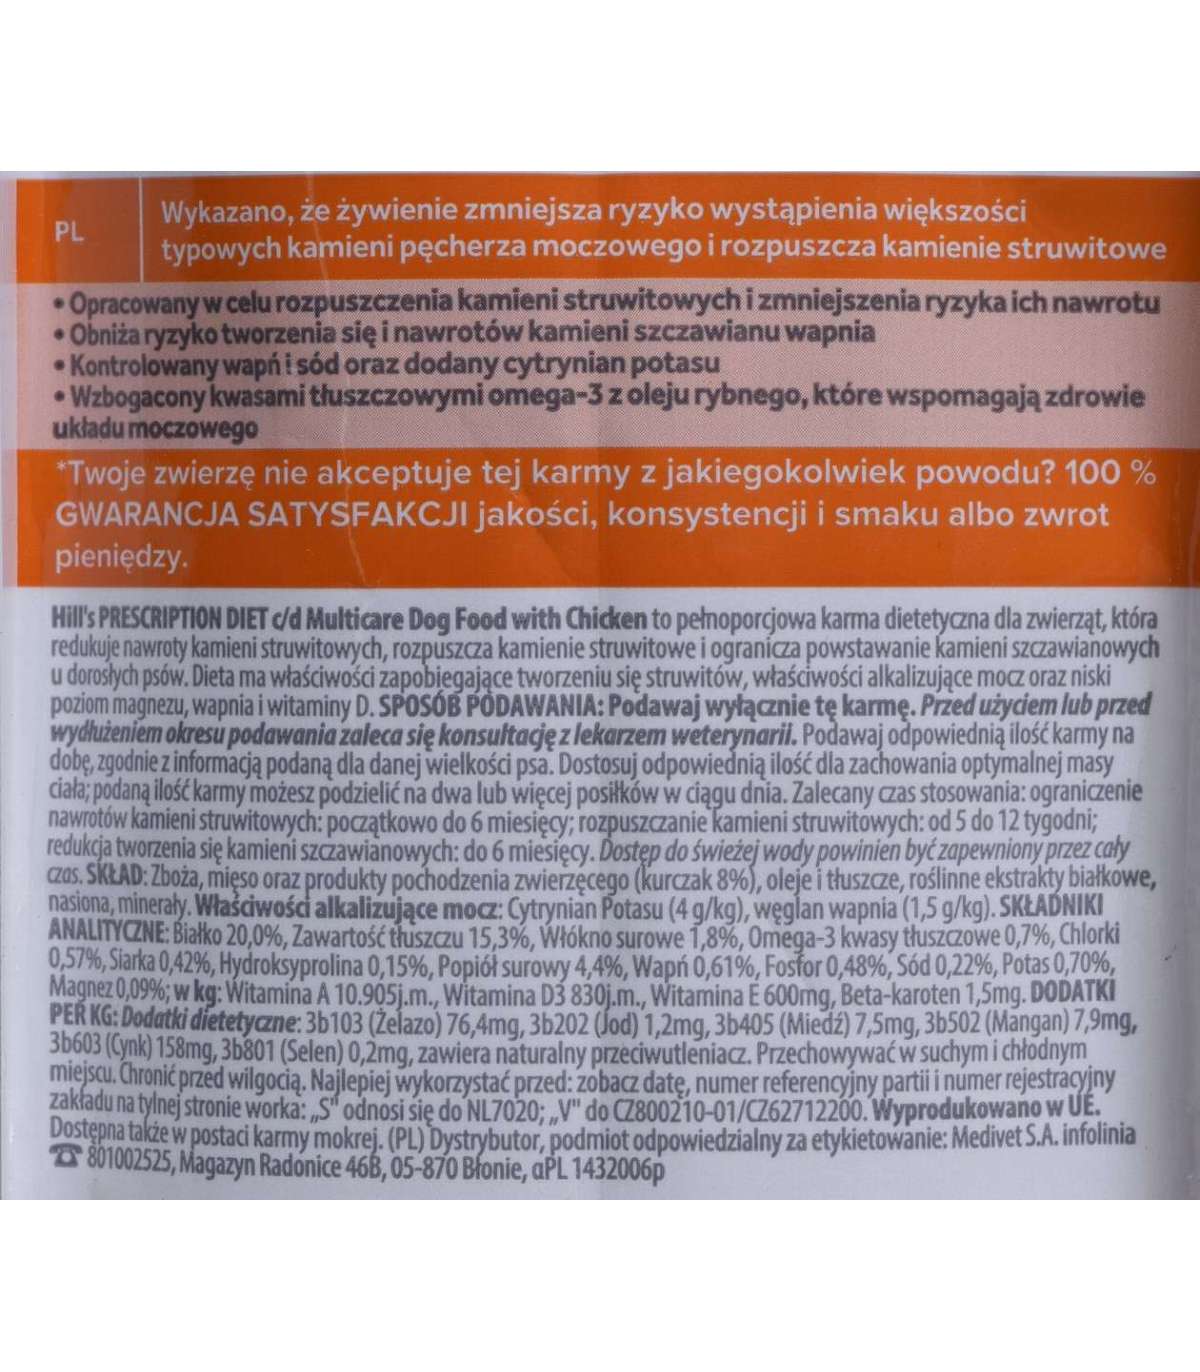 PL
Wykazano, że żywienie zmniejsza ryzyko wystąpienia większości
typowych kamieni pęcherza moczowego i rozpuszcza kamienie struwitowe
• Opracowany w celu rozpuszczenia kamieni struwitowych i zmniejszenia ryzyka ich nawrotu
• Obniża ryzyko tworzenia się i nawrotów kamieni szczawianu wapnia
• Kontrolowany wapń i sód oraz dodany cytrynian potasu
• Wzbogacony kwasami tłuszczowymi omega-3 z oleju rybnego, które wspomagają zdrowie
układu moczowego
*Twoje zwierzę nie akceptuje tej karmy z jakiegokolwiek powodu? 100 %
GWARANCJA SATYSFAKCJI jakości, konsystencji i smaku albo zwrot
pieniędzy.
Hill's PRESCRIPTION DIET c/d Multicare Dog Food with Chicken to pełnoporcjowa karma dietetyczna dla zwierząt, która
redukuje nawroty kamieni struwitowych, rozpuszcza kamienie struwitowe i ogranicza powstawanie kamieni szczawianowych
u dorosłych psów. Dieta ma właściwości zapobiegające tworzeniu się struwitów, właściwości alkalizujące mocz oraz niski
poziom magnezu, wapnia i witaminy D. SPOSÓB PODAWANIA: Podawaj wyłącznie tę karmę. Przed użyciem lub przed
wydłużeniem okresu podawania zaleca się konsultację z lekarzem weterynarii. Podawaj odpowiednią ilość karmy na
dobę, zgodnie z informacją podaną dla danej wielkości psa. Dostosuj odpowiednią ilość dla zachowania optymalnej masy
ciała; podaną ilość karmy możesz podzielić na dwa lub więcej posiłków w ciągu dnia. Zalecany czas stosowania: ograniczenie
nawrotów kamieni struwitowych: początkowo do 6 miesięcy; rozpuszczanie kamieni struwitowych: od 5 do 12 tygodni;
redukcja tworzenia się kamieni szczawianowych: do 6 miesięcy. Dostęp do świeżej wody powinien być zapewniony przez cały
czas. SKŁAD: Zboża, mięso oraz produkty pochodzenia zwierzęcego (kurczak 8%), oleje i tłuszcze, roślinne ekstrakty białkowe,
nasiona, minerały. Właściwości alkalizujące mocz: Cytrynian Potasu (4 g/kg), węglan wapnia (1,5 g/kg). SKŁADNIKI
ANALITYCZNE: Białko 20,0%, Zawartość tłuszczu 15,3%, Włókno surowe 1,8%, Omega-3 kwasy tłuszczowe 0,7%, Chlorki
0,57%, Siarka 0,42%, Hydroksyprolina 0,15%, Popiół surowy 4,4%, Wapń 0,61%, Fosfor 0,48%, Sód 0,22%, Potas 0,70%,
Magnez 0,09%; w kg: Witamina A 10.905j.m., Witamina D3 830j.m., Witamina E 600mg, Beta-karoten 1,5mg. DODATKI
PER KG: Dodatki dietetyczne: 3b103 (Żelazo) 76,4mg, 3b202 (Jod) 1,2mg, 3b405 (Miedź) 7,5mg, 3b502 (Mangan) 7,9mg,
3b603 (Cynk) 158mg, 3b801 (Selen) 0,2mg, zawiera naturalny przeciwutleniacz. Przechowywać w suchym i chłodnym
miejscu. Chronić przed wilgocią. Najlepiej wykorzystać przed: zobacz datę, numer referencyjny partii i numer rejestracyjny
zakładu na tylnej stronie worka: „S" odnosi się do NL7020; „V" do CZ800210-01/CZ62712200. Wyprodukowano w UE.
Dostępna także w postaci karmy mokrej. (PL) Dystrybutor, podmiot odpowiedzialny za etykietowanie: Medivet S.A. infolinia
☎ 801002525, Magazyn Radonice 46B, 05-870 Błonie, αPL 1432006p